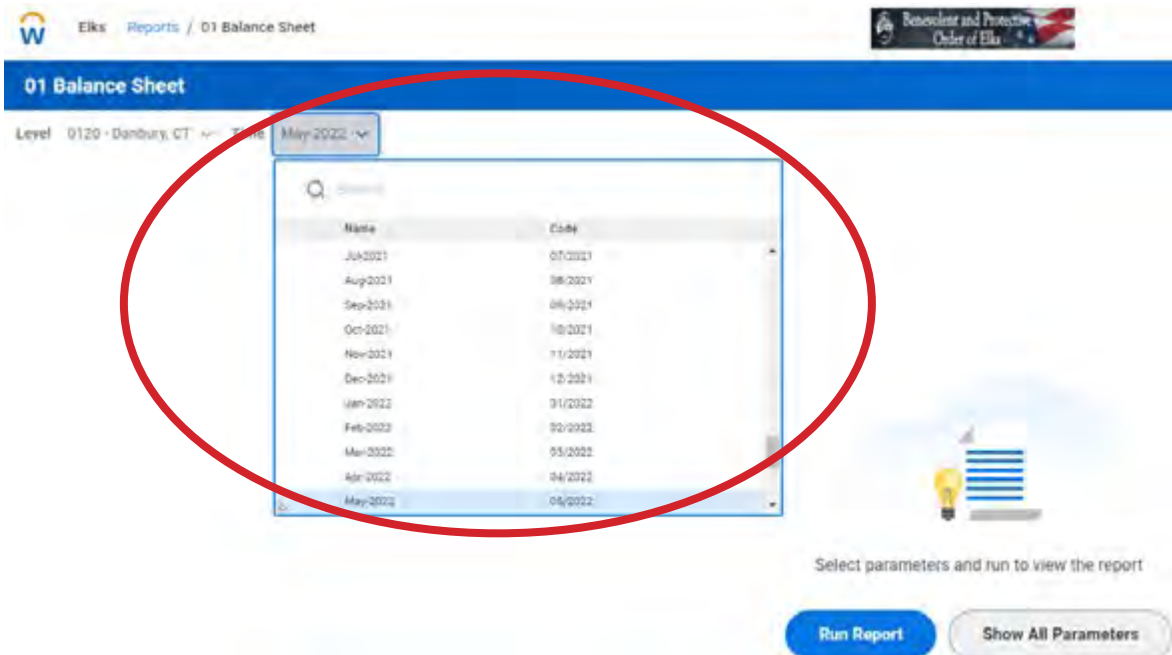 Elks Reports / 01 Balance Sheet
Benevolent and Protective
Order of Elks
01 Balance Sheet
Level 0120 - Danbury, CT Time May-2022
Search
Name Code
Jul-2021 07/2021
Aug-2021 08/2021
Sep-2021 09/2021
Oct-2021 10/2021
Nov-2021 11/2021
Dec-2021 12/2021
Jan-2022 01/2022
Feb-2022 02/2022
Mar-2022 03/2022
Apr-2022 04/2022
May-2022 05/2022
Select parameters and run to view the report
Run Report Show All Parameters